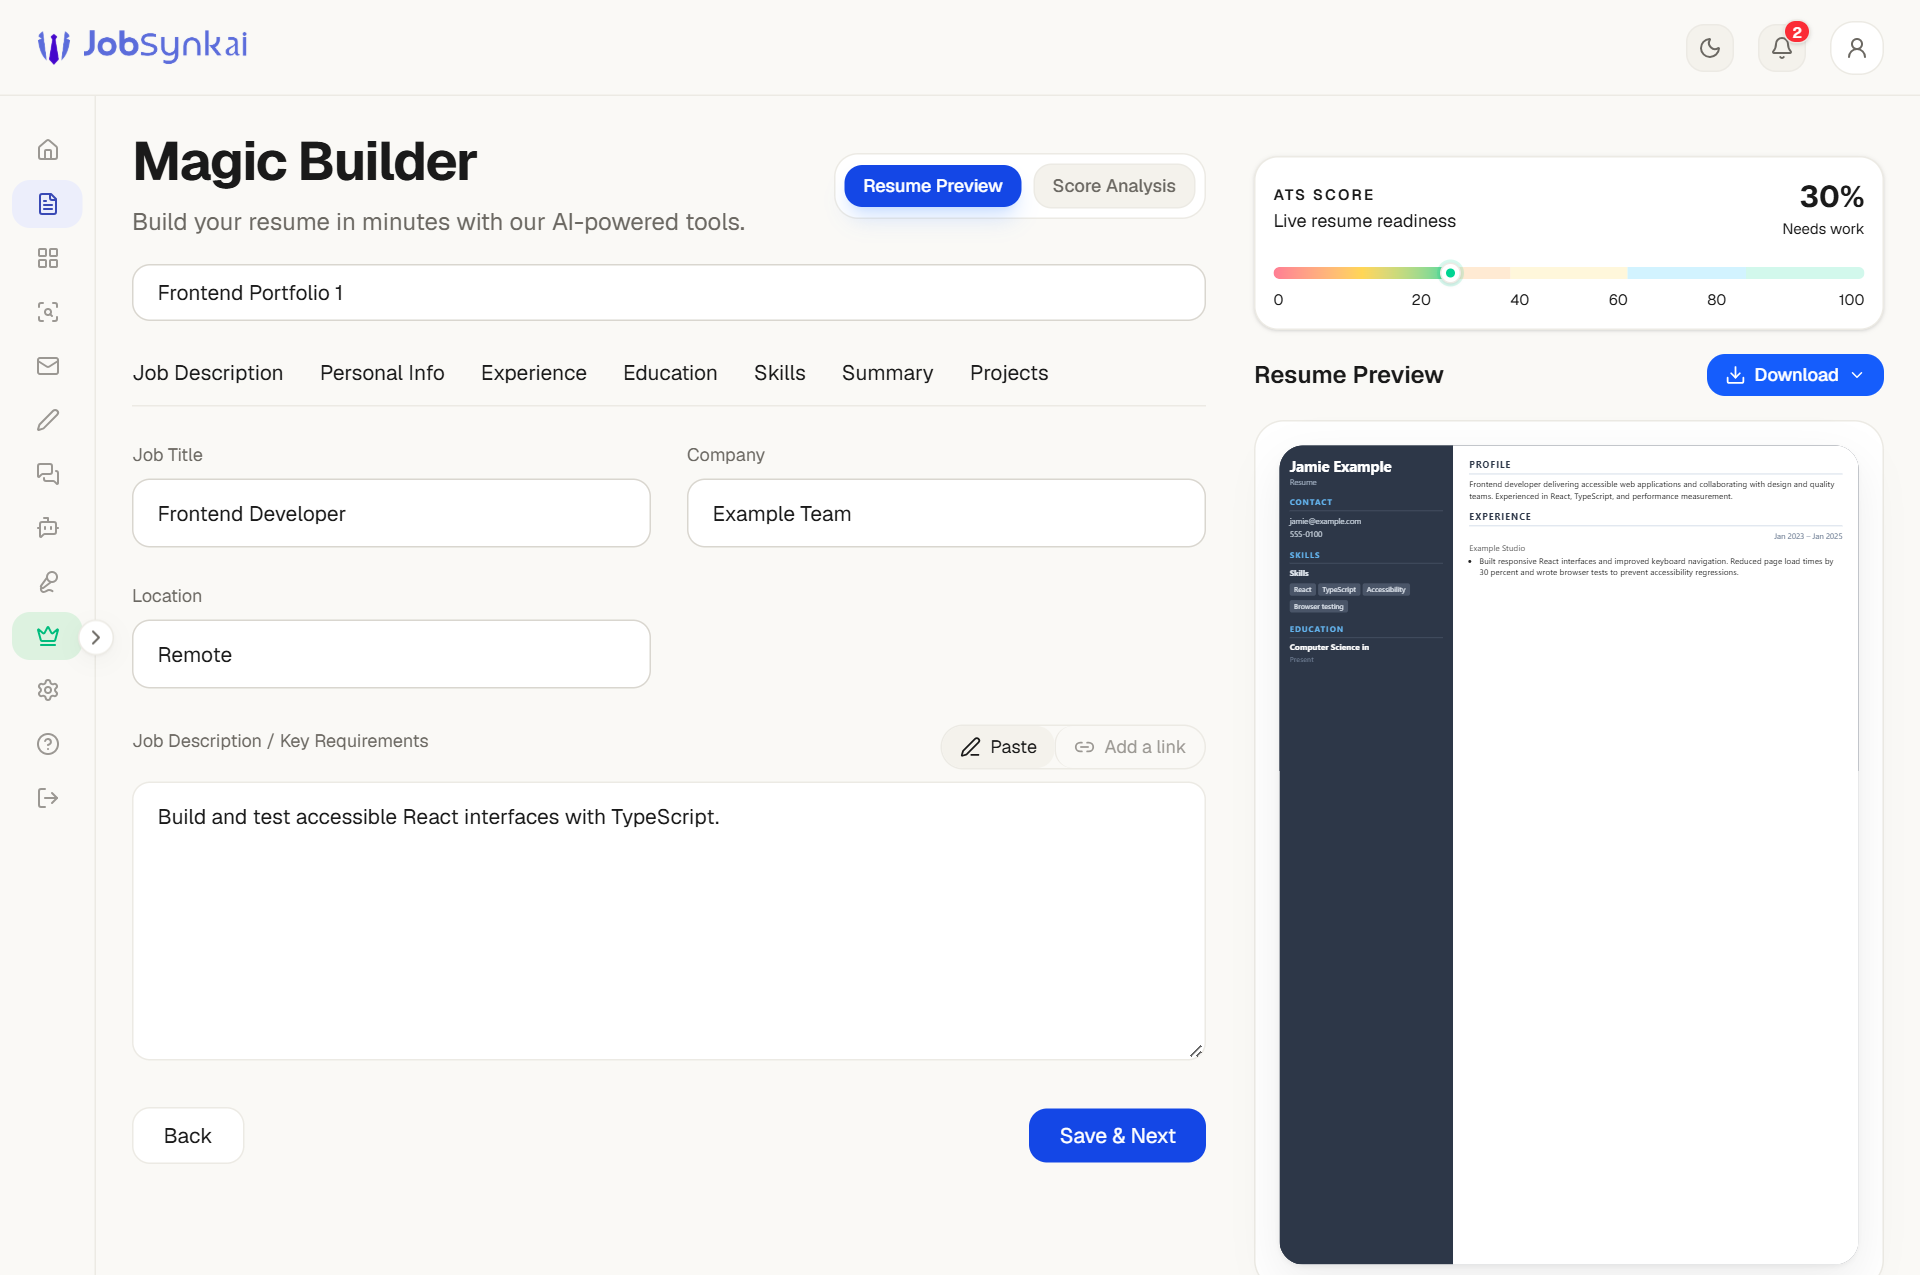 JobSynkai
2
Magic Builder
Build your resume in minutes with our AI-powered tools.
Resume Preview
Score Analysis
Frontend Portfolio 1
Job Description
Personal Info
Experience
Education
Skills
Summary
Projects
Job Title
Company
Frontend Developer
Example Team
Location
Remote
Job Description / Key Requirements
Paste
Add a link
Build and test accessible React interfaces with TypeScript.
Back
Save & Next
ATS SCORE
30%
Live resume readiness
Needs work
0 20 40 60 80 100
Resume Preview
Download
Jamie Example
Resume
CONTACT
jamie@example.com
555-0100
SKILLS
Skills
React TypeScript Accessibility
Browser testing
EDUCATION
Computer Science in
Present
PROFILE
Frontend developer delivering accessible web applications and collaborating with design and quality
teams. Experienced in React, TypeScript, and performance measurement.
EXPERIENCE
Jan 2023 – Jan 2025
Example Studio
• Built responsive React interfaces and improved keyboard navigation. Reduced page load times by
30 percent and wrote browser tests to prevent accessibility regressions.